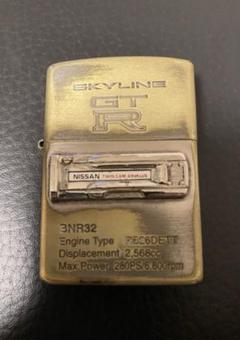 SKYLINE
GT
R
NISSAN TWIN CAM 24VALVE
BNR32
Engine Type RB26DETT
Displacement 2,568cc
Max Power 280PS/6,800rpm